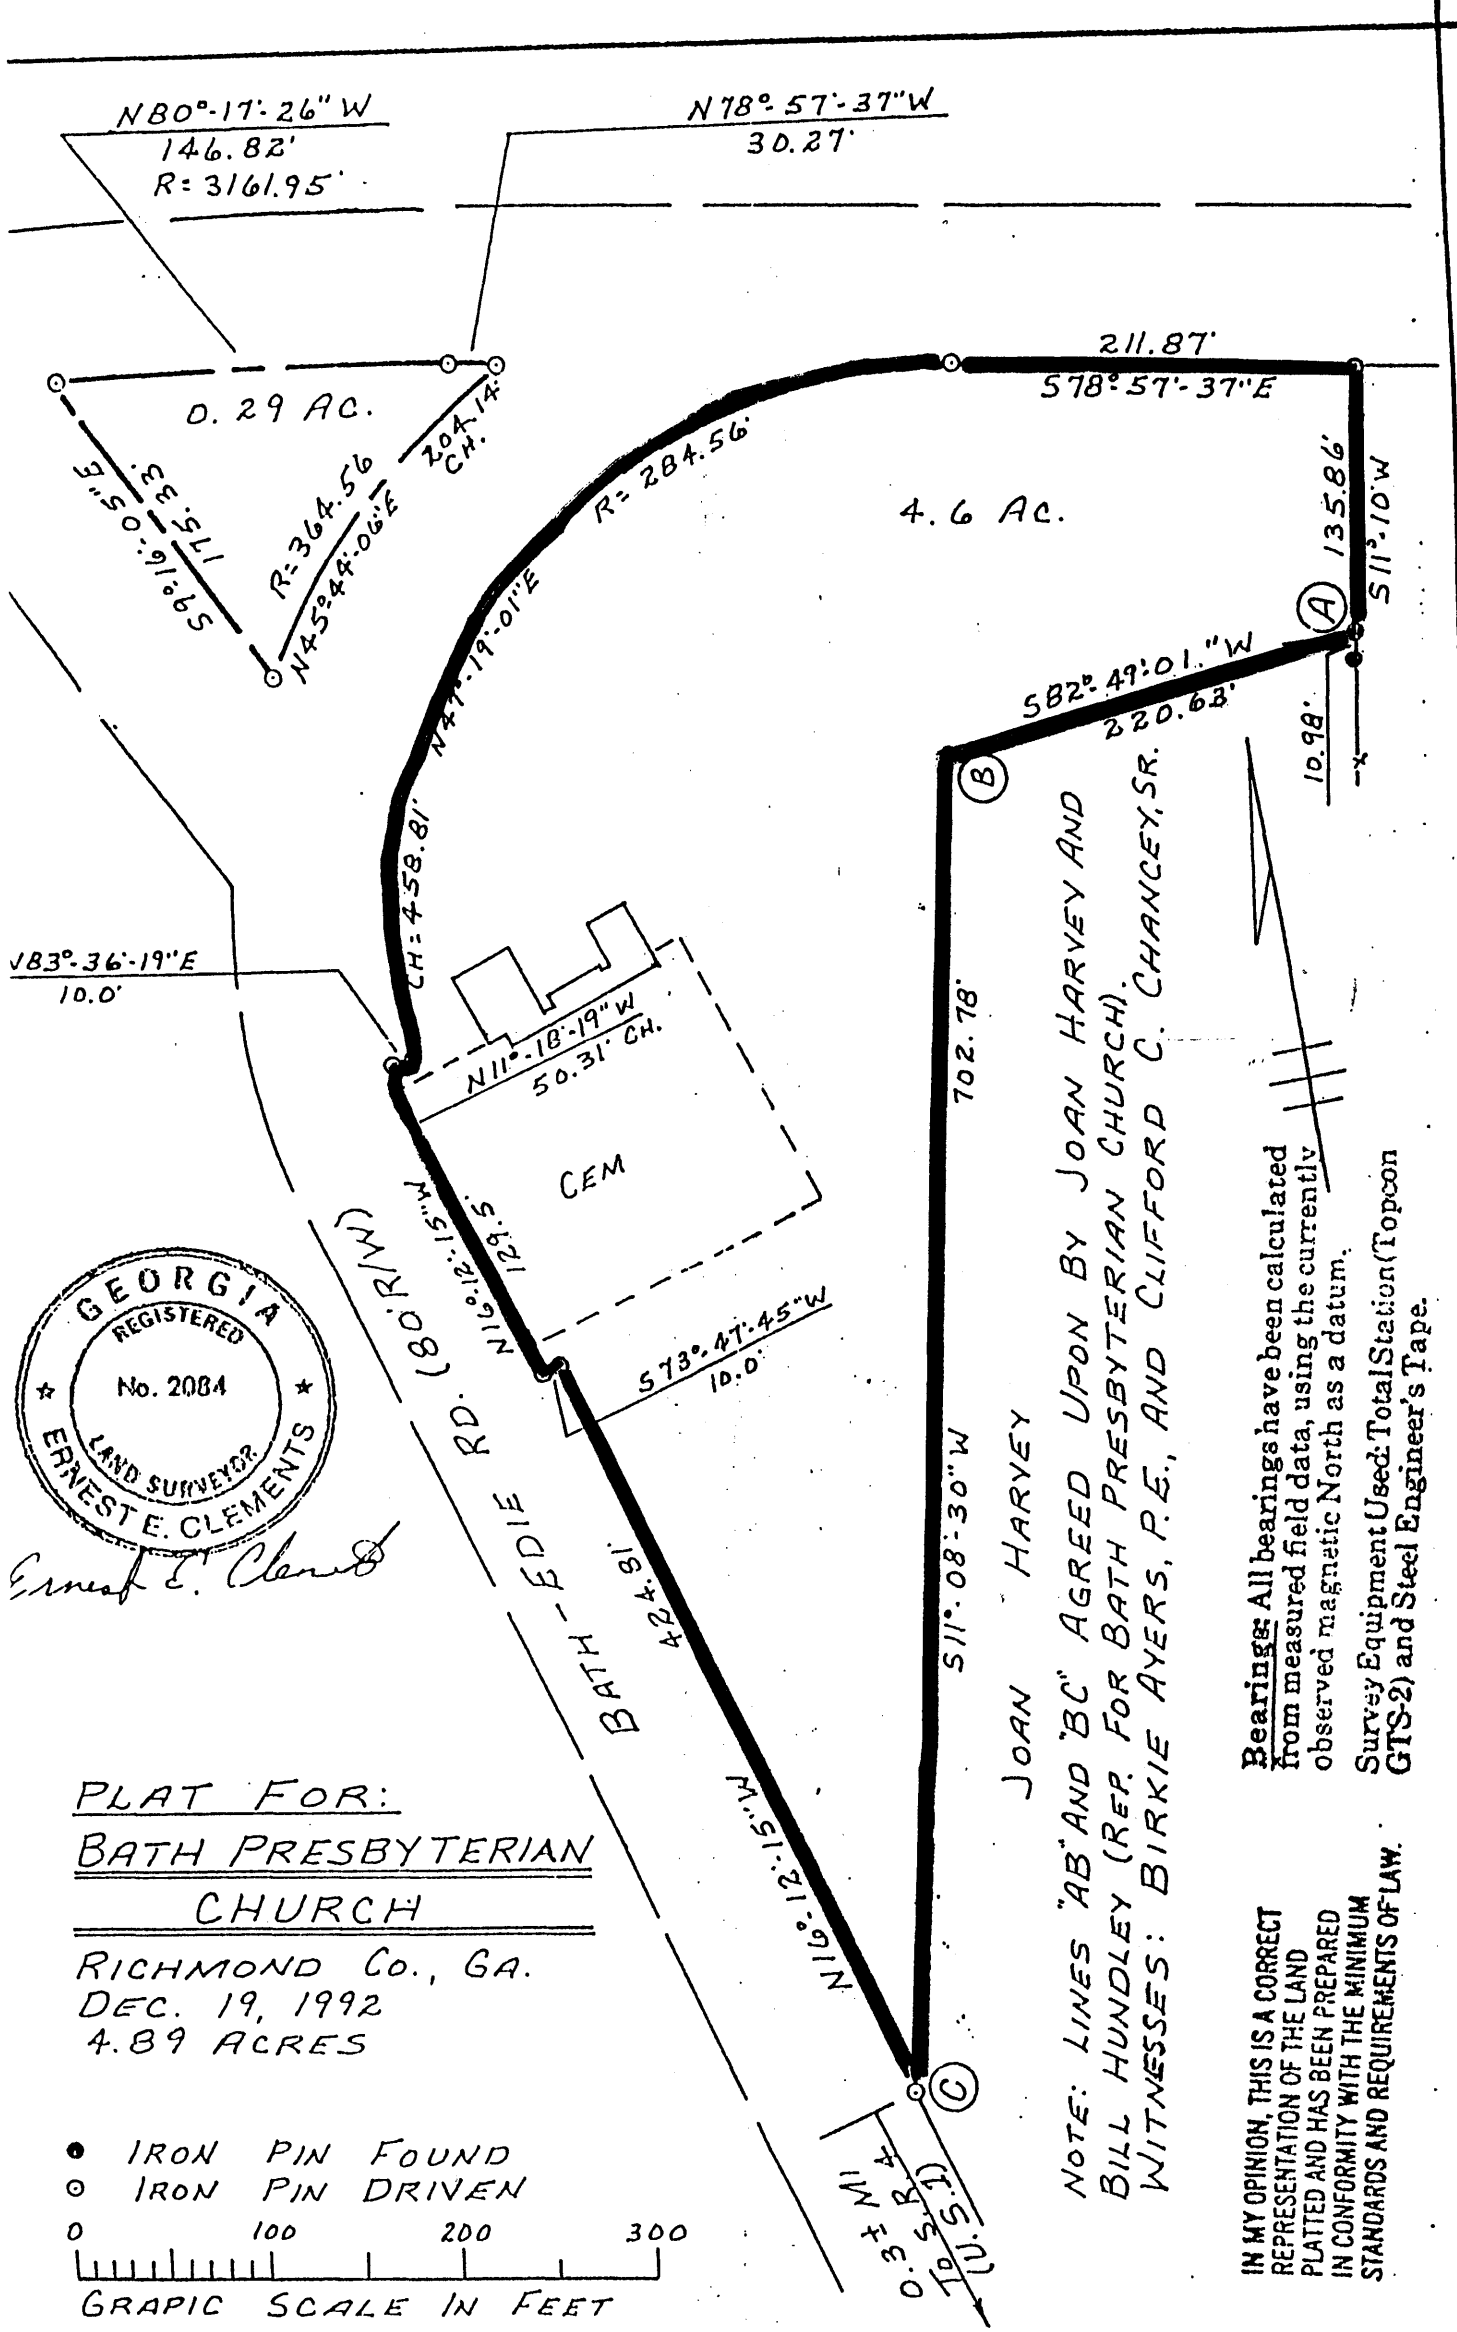 N80°-17'-26" W
146.82'
R= 3161.95'
N78°-57'-37"W
30.27'
211.87'
S78°-57'-37"E
0.29 AC.
S9°-16'-05"E
175.33'
R=364.56
N45°-44'-06"E
204.14'
CH.
R= 284.56'
N47°-19'-01"E
CH=458.81'
4.6 AC.
135.86'
S11°-10'W
A
S82°-49'-01."W
220.63'
B
10.98'
-x
83°-36'-19"E
10.0'
N11°-18'-19" W
50.31' CH.
CEM
N16°-12'-15" W
129.5'
S73°-47'-45"W
10.0'
BATH-EDIE RD. (80'R/W)
424.81'
N16°-12'-15"W
702.78'
S11°-08'-30"W
C
0.3± MI
TO S.R. 4
(U.S.1)
JOAN HARVEY
NOTE: LINES "AB" AND "BC" AGREED UPON BY JOAN HARVEY AND
BILL HUNDLEY (REP. FOR BATH PRESBYTERIAN CHURCH).
WITNESSES: BIRKIE AYERS, P.E., AND CLIFFORD C. CHANCEY, SR.
GEORGIA
REGISTERED
No. 2084
LAND SURVEYOR
ERNEST E. CLEMENTS
Ernest E. Clements
PLAT FOR:
BATH PRESBYTERIAN
CHURCH
RICHMOND Co., GA.
DEC. 19, 1992
4.89 ACRES
IRON PIN FOUND
IRON PIN DRIVEN
0 100 200 300
GRAPIC SCALE IN FEET
Bearings: All bearings have been calculated
from measured field data, using the currently
observed magnetic North as a datum.
Survey Equipment Used: Total Station (Topcon
GTS-2) and Steel Engineer's Tape.
IN MY OPINION, THIS IS A CORRECT
REPRESENTATION OF THE LAND
PLATTED AND HAS BEEN PREPARED
IN CONFORMITY WITH THE MINIMUM
STANDARDS AND REQUIREMENTS OF LAW.